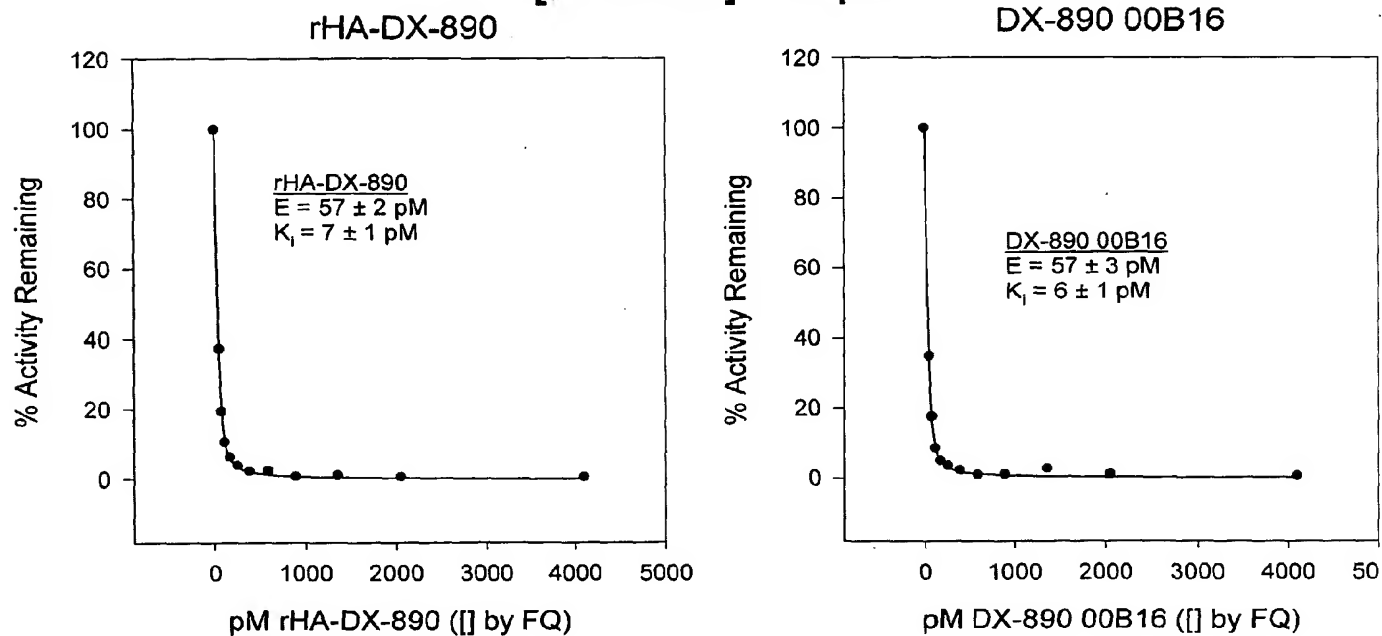 rHA-DX-890
120
100
80
60
40
20
0
% Activity Remaining
rHA-DX-890
E = 57 ± 2 pM
Ki = 7 ± 1 pM
0 1000 2000 3000 4000 5000
pM rHA-DX-890 ([] by FQ)
DX-890 00B16
120
100
80
60
40
20
0
% Activity Remaining
DX-890 00B16
E = 57 ± 3 pM
Ki = 6 ± 1 pM
0 1000 2000 3000 4000 50
pM DX-890 00B16 ([] by FQ)